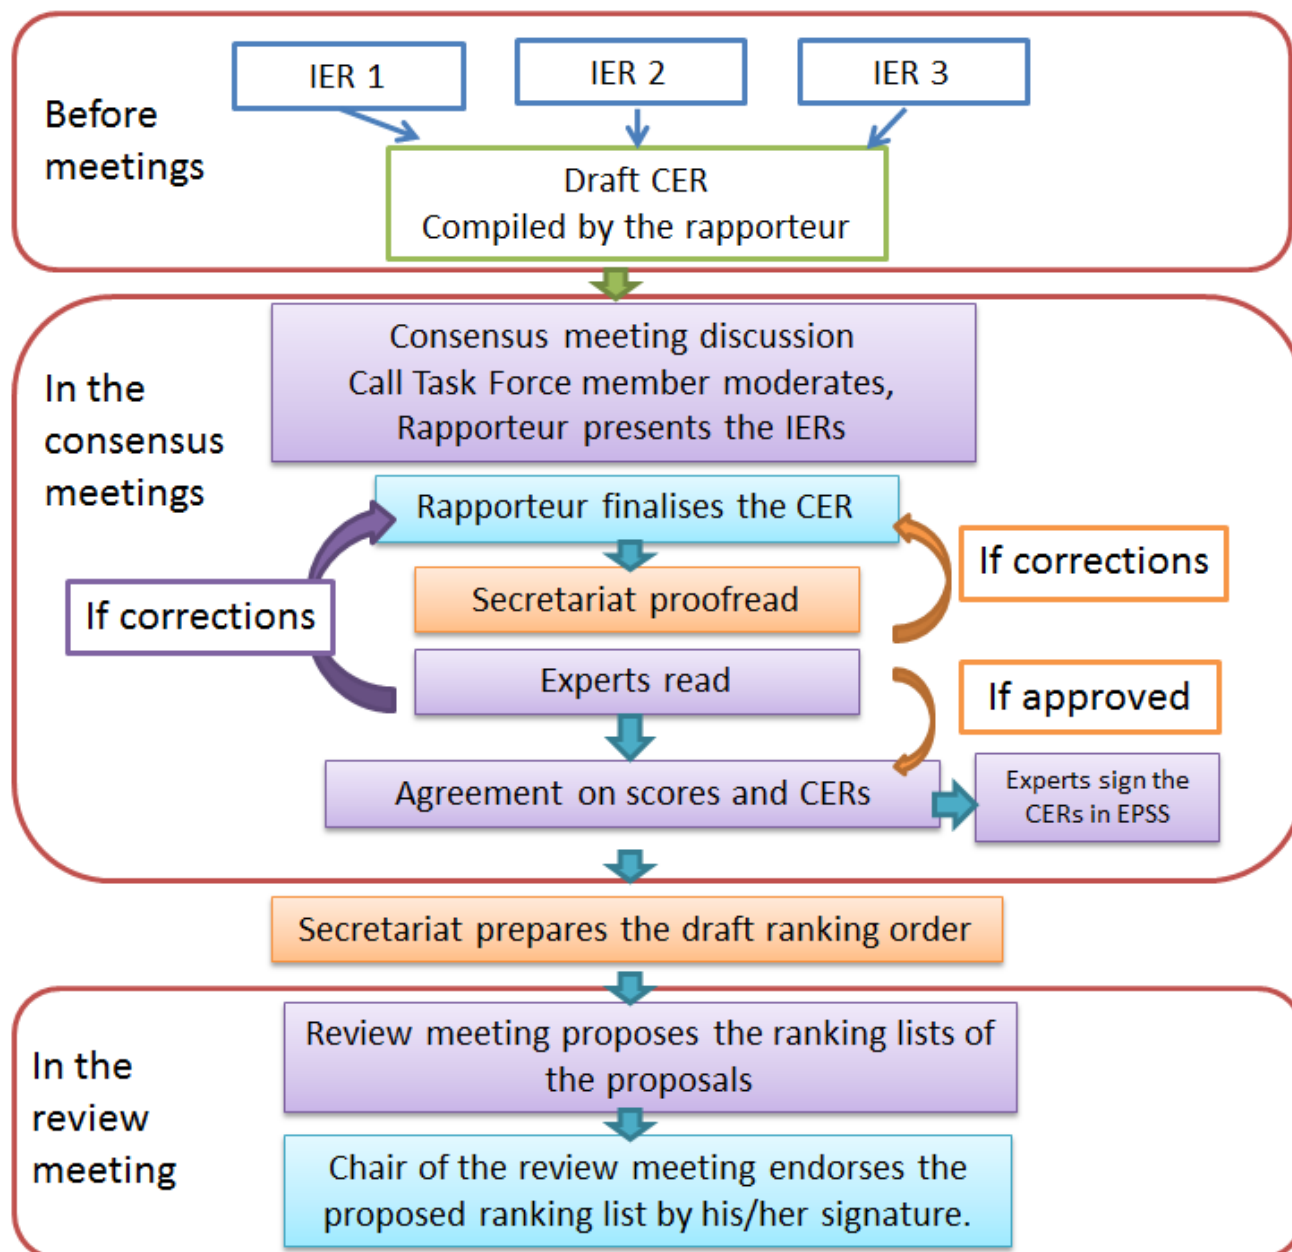 Before
meetings
IER 1
IER 2
IER 3
Draft CER
Compiled by the rapporteur
In the
consensus
meetings
Consensus meeting discussion
Call Task Force member moderates,
Rapporteur presents the IERs
Rapporteur finalises the CER
If corrections
Secretariat proofread
If corrections
Experts read
If approved
Agreement on scores and CERs
Experts sign the
CERs in EPSS
Secretariat prepares the draft ranking order
In the
review
meeting
Review meeting proposes the ranking lists of
the proposals
Chair of the review meeting endorses the
proposed ranking list by his/her signature.